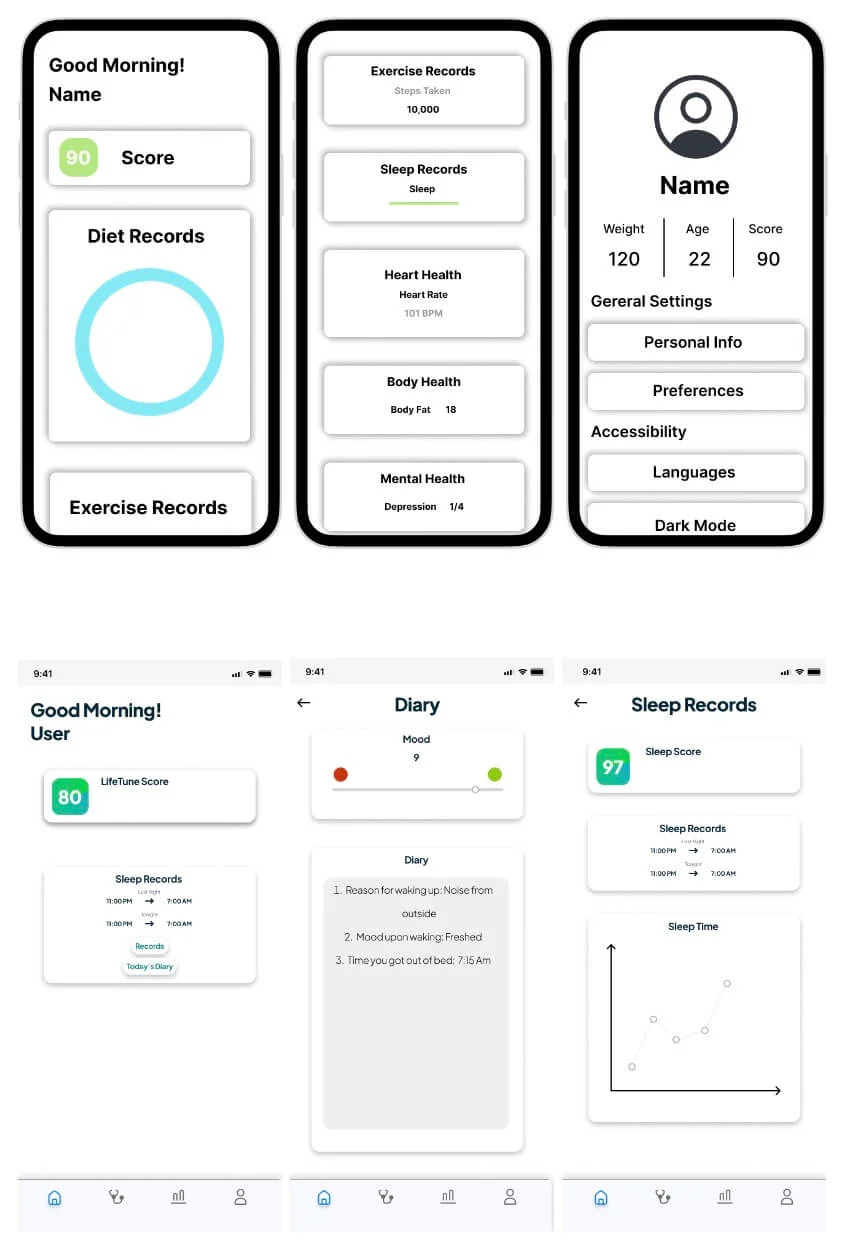 Good Morning!
Name
90 Score
Diet Records
Exercise Records
Exercise Records
Steps Taken
10,000
Sleep Records
Sleep
Heart Health
Heart Rate
101 BPM
Body Health
Body Fat 18
Mental Health
Depression 1/4
Name
Weight Age Score
120 22 90
Gereral Settings
Personal Info
Preferences
Accessibility
Languages
Dark Mode
9:41
Good Morning!
User
80 LifeTune Score
Sleep Records
Last Night
11:00 PM → 7:00 AM
Tonight
11:00 PM → 7:00 AM
Records
Today's Diary
9:41
← Diary
Mood
9
Diary
1. Reason for waking up: Noise from
outside
2. Mood upon waking: Freshed
3. Time you got out of bed: 7:15 Am
9:41
← Sleep Records
97 Sleep Score
Sleep Records
Last Night
11:00 PM → 7:00 AM
Tonight
11:00 PM → 7:00 AM
Sleep Time